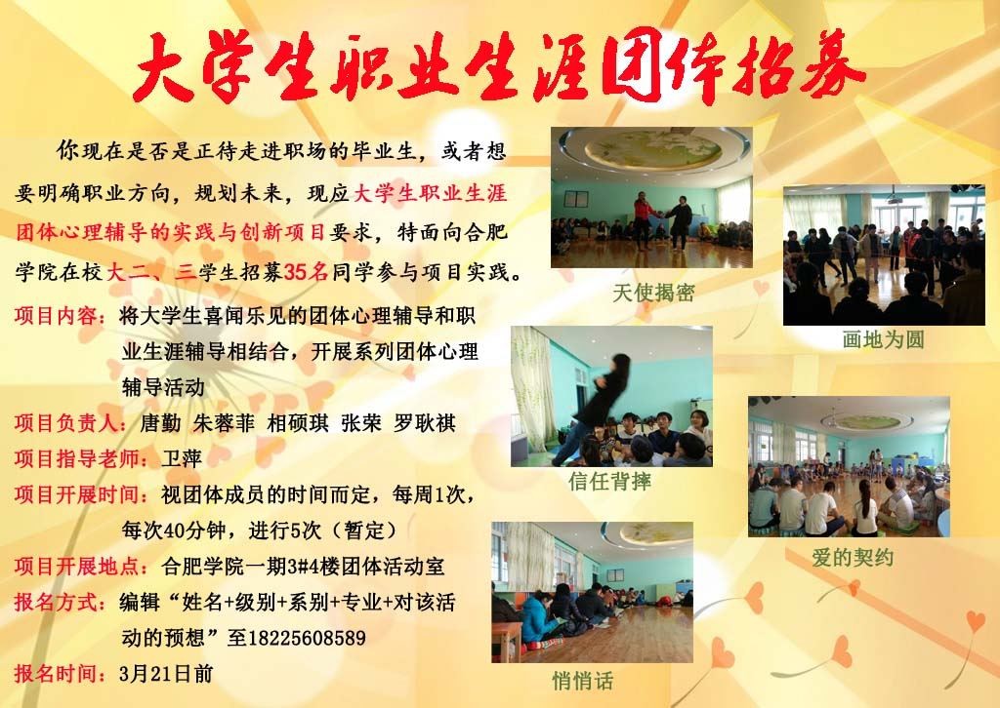 大学生职业生涯团体招募
你现在是否是正待走进职场的毕业生，或者想
要明确职业方向，规划未来，现应大学生职业生涯
团体心理辅导的实践与创新项目要求，特面向合肥
学院在校大二、三学生招募35名同学参与项目实践。
项目内容：将大学生喜闻乐见的团体心理辅导和职
业生涯辅导相结合，开展系列团体心理
辅导活动
项目负责人：唐勤 朱蓉菲 相硕琪 张荣 罗耿祺
项目指导老师：卫萍
项目开展时间：视团体成员的时间而定，每周1次，
每次40分钟，进行5次（暂定）
项目开展地点：合肥学院一期3#4楼团体活动室
报名方式：编辑“姓名+级别+系别+专业+对该活
动的预想”至18225608589
报名时间：3月21日前
天使揭密
画地为圆
信任背摔
爱的契约
悄悄话